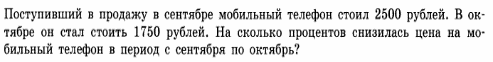 Поступивший в продажу в сентябре мобильный телефон стоил 2500 рублей. В ок-
тябре он стал стоить 1750 рублей. На сколько процентов снизилась цена на мо-
бильный телефон в период с сентября по октябрь?